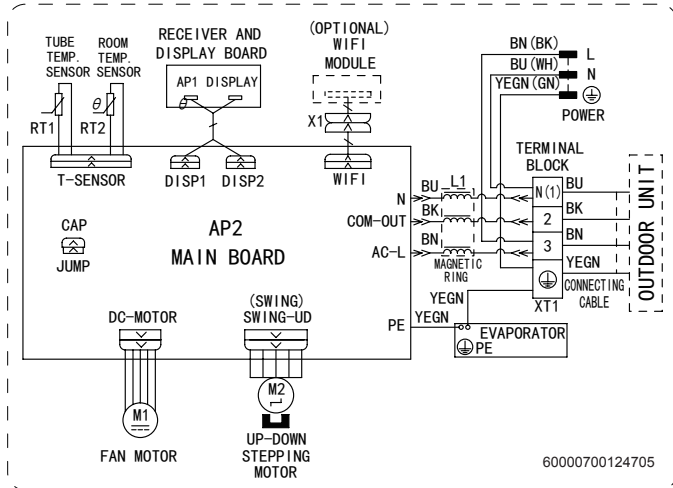 TUBE
TEMP.
SENSOR
ROOM
TEMP.
SENSOR
RECEIVER AND
DISPLAY BOARD
(OPTIONAL)
WIFI
MODULE
AP1 DISPLAY
θ
RT1
θ
RT2
X1
T-SENSOR
DISP1
DISP2
WIFI
BN(BK)
L
BU(WH)
N
YEGN(GN)
POWER
TERMINAL
BLOCK
N
BU
L1
N(1)
BU
COM-OUT
BK
2
BK
AC-L
BN
3
BN
MAGNETIC
RING
YEGN
CONNECTING
CABLE
XT1
OUTDOOR UNIT
CAP
JUMP
AP2
MAIN BOARD
YEGN
PE
YEGN
EVAPORATOR
PE
DC-MOTOR
(SWING)
SWING-UD
M1
M2
FAN MOTOR
UP-DOWN
STEPPING
MOTOR
60000700124705